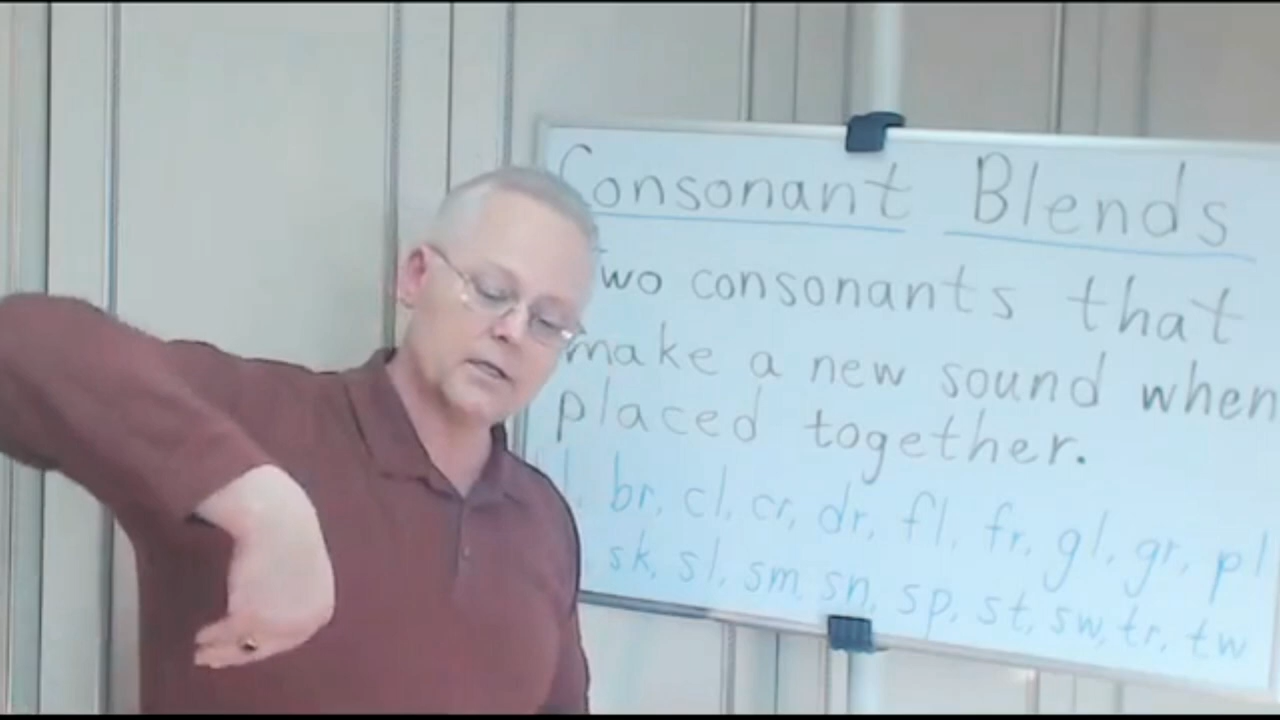 Consonant Blends
Two consonants that
make a new sound when
placed together.
br, cl, cr, dr, fl, fr, gl, gr, pl
sk, sl, sm, sn, sp, st, sw, tr, tw